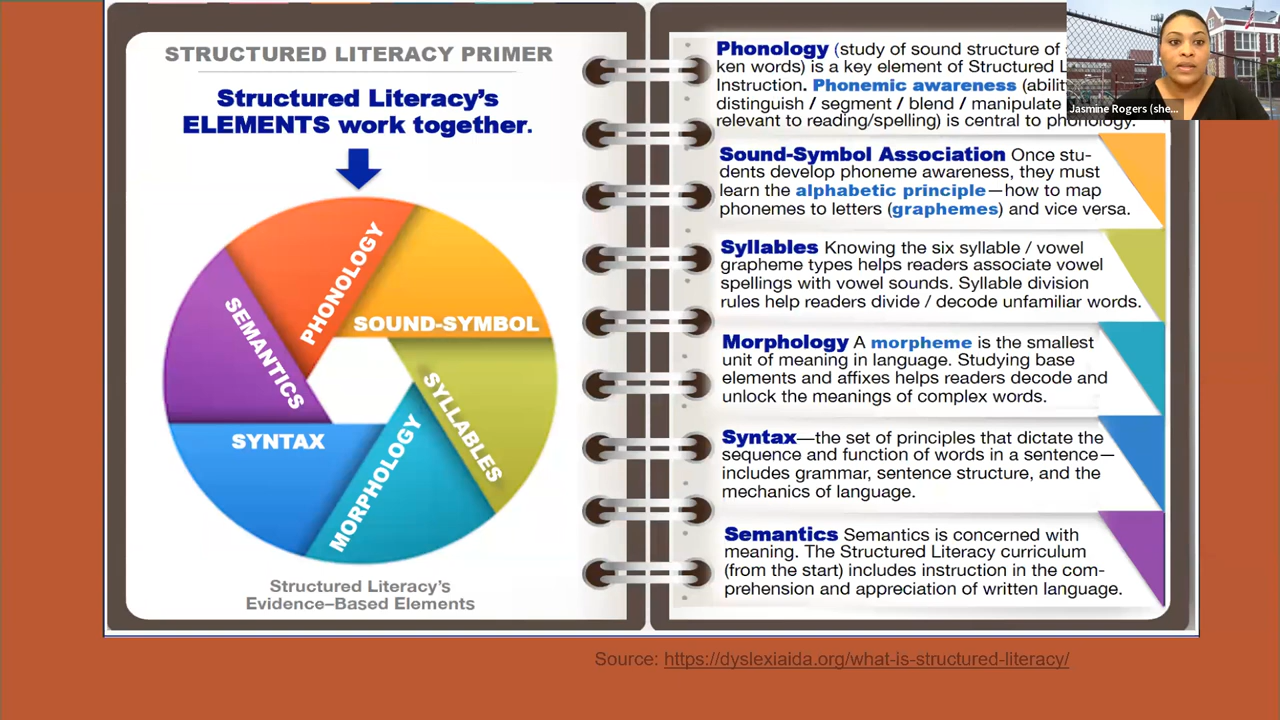 STRUCTURED LITERACY PRIMER
Structured Literacy's
ELEMENTS work together.
PHONOLOGY
SOUND-SYMBOL
SYLLABLES
MORPHOLOGY
SYNTAX
SEMANTICS
Structured Literacy's
Evidence–Based Elements
Phonology (study of sound structure of
ken words) is a key element of Structured
Instruction. Phonemic awareness (abili
distinguish / segment / blend / manipulate
relevant to reading/spelling) is central to phonology.
Jasmine Rogers (she...
Sound-Symbol Association Once stu-
dents develop phoneme awareness, they must
learn the alphabetic principle—how to map
phonemes to letters (graphemes) and vice versa.
Syllables Knowing the six syllable / vowel
grapheme types helps readers associate vowel
spellings with vowel sounds. Syllable division
rules help readers divide / decode unfamiliar words.
Morphology A morpheme is the smallest
unit of meaning in language. Studying base
elements and affixes helps readers decode and
unlock the meanings of complex words.
Syntax—the set of principles that dictate the
sequence and function of words in a sentence—
includes grammar, sentence structure, and the
mechanics of language.
Semantics Semantics is concerned with
meaning. The Structured Literacy curriculum
(from the start) includes instruction in the com-
prehension and appreciation of written language.
Source: https://dyslexiaida.org/what-is-structured-literacy/